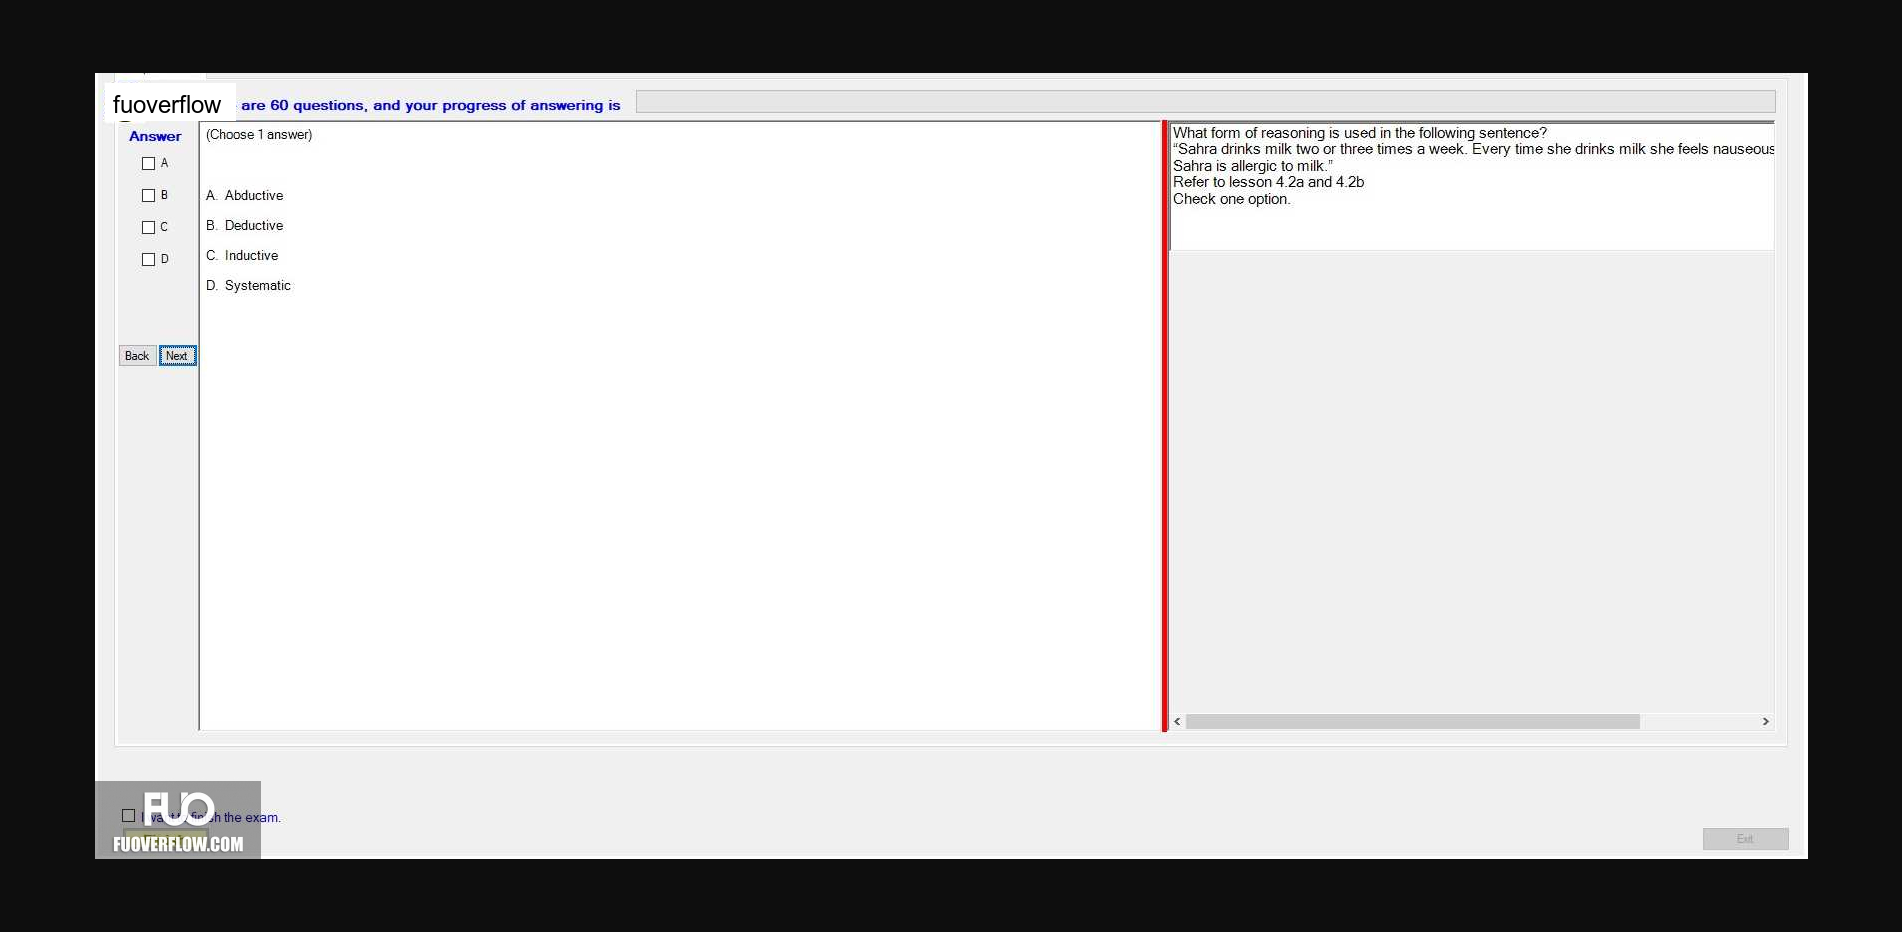 fuoverflow are 60 questions, and your progress of answering is
Answer
A
B
C
D
Back Next
(Choose 1 answer)
A. Abductive
B. Deductive
C. Inductive
D. Systematic
What form of reasoning is used in the following sentence?
“Sahra drinks milk two or three times a week. Every time she drinks milk she feels nauseous
Sahra is allergic to milk.”
Refer to lesson 4.2a and 4.2b
Check one option.
I want to finish the exam.
FUO
FUOVERFLOW.COM
Exit